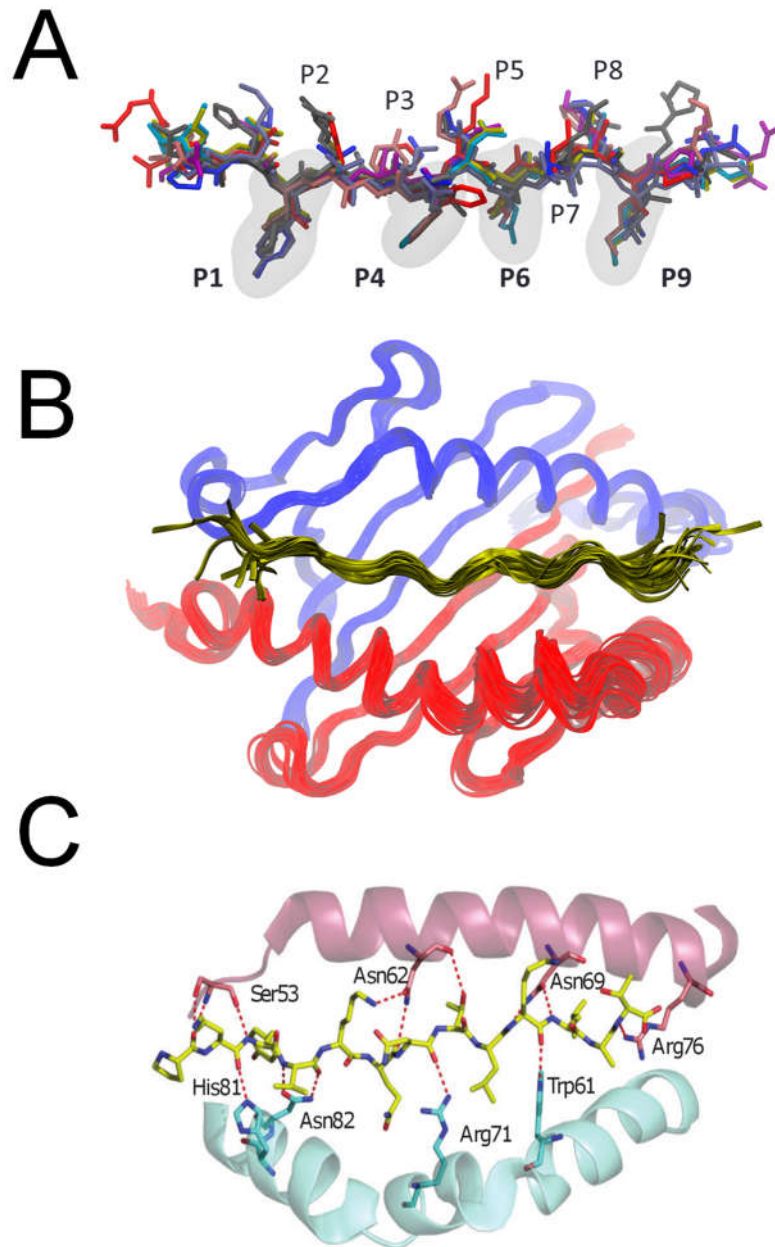 A
P2 P3 P5 P8
P1 P4 P6 P7 P9
B
C
Ser53 Asn62 Asn69
Arg76
His81 Asn82 Arg71 Trp61